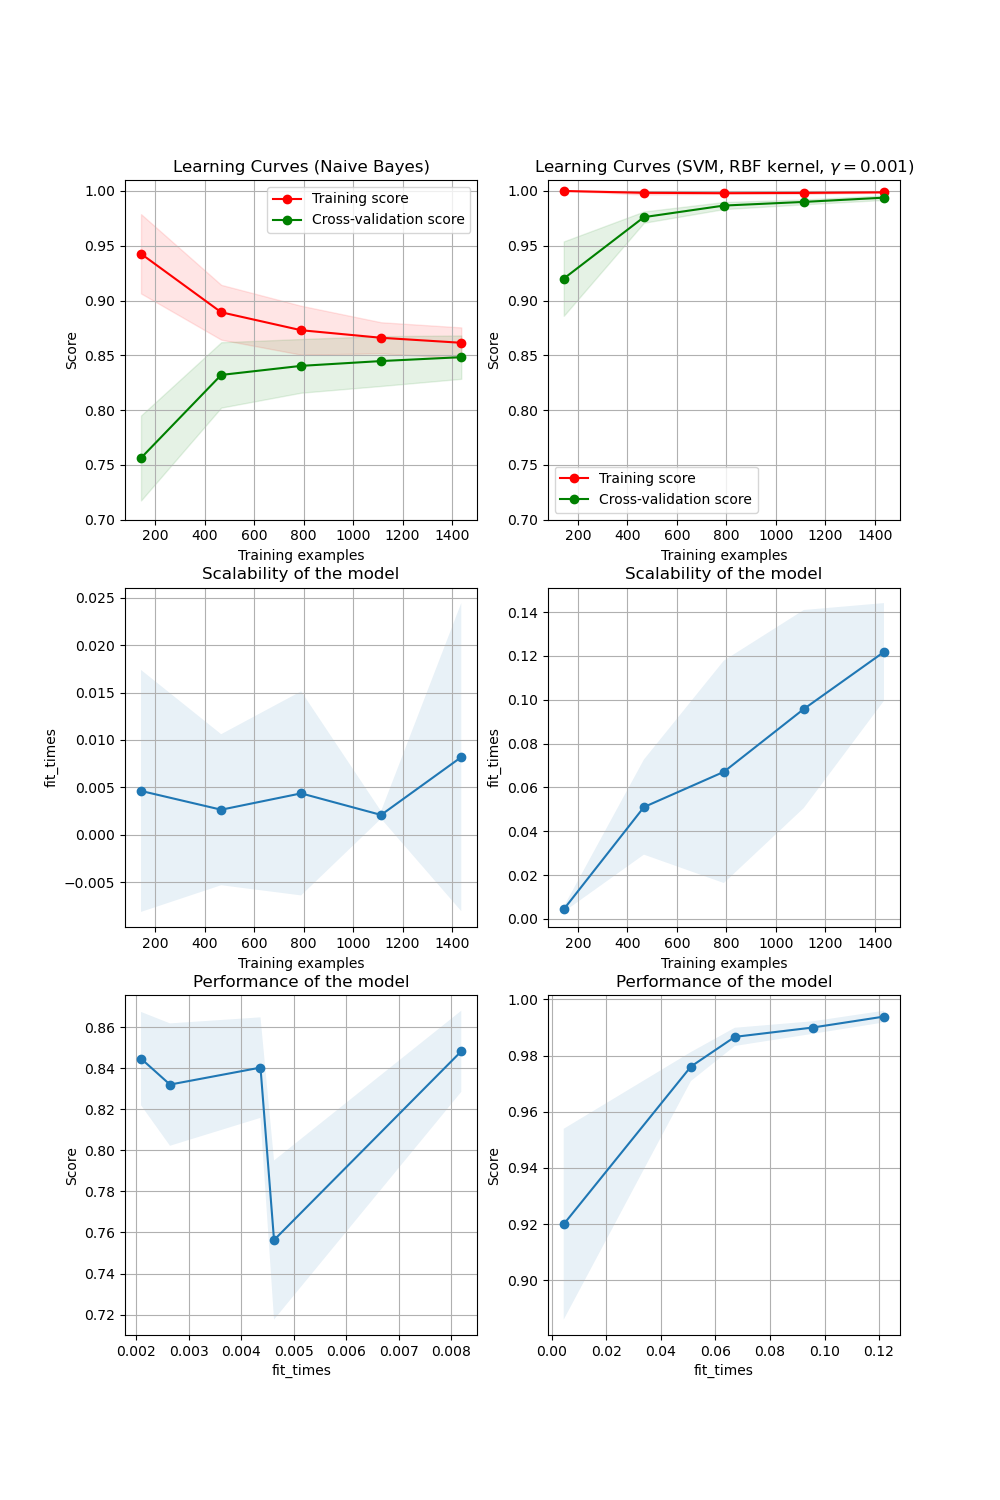 Learning Curves (Naive Bayes)
Score
1.00
0.95
0.90
0.85
0.80
0.75
0.70
Training score
Cross-validation score
200 400 600 800 1000 1200 1400
Training examples
Learning Curves (SVM, RBF kernel, γ = 0.001)
Score
1.00
0.95
0.90
0.85
0.80
0.75
0.70
Training score
Cross-validation score
200 400 600 800 1000 1200 1400
Training examples
Scalability of the model
fit_times
0.025
0.020
0.015
0.010
0.005
0.000
−0.005
200 400 600 800 1000 1200 1400
Training examples
Scalability of the model
fit_times
0.14
0.12
0.10
0.08
0.06
0.04
0.02
0.00
200 400 600 800 1000 1200 1400
Training examples
Performance of the model
Score
0.86
0.84
0.82
0.80
0.78
0.76
0.74
0.72
0.002 0.003 0.004 0.005 0.006 0.007 0.008
fit_times
Performance of the model
Score
1.00
0.98
0.96
0.94
0.92
0.90
0.00 0.02 0.04 0.06 0.08 0.10 0.12
fit_times